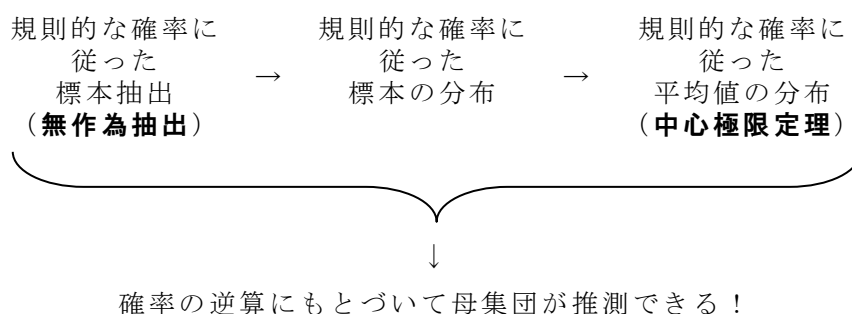 規則的な確率に
従った
標本抽出
（無作為抽出）
→
規則的な確率に
従った
標本の分布
→
規則的な確率に
従った
平均値の分布
（中心極限定理）
↓
確率の逆算にもとづいて母集団が推測できる！